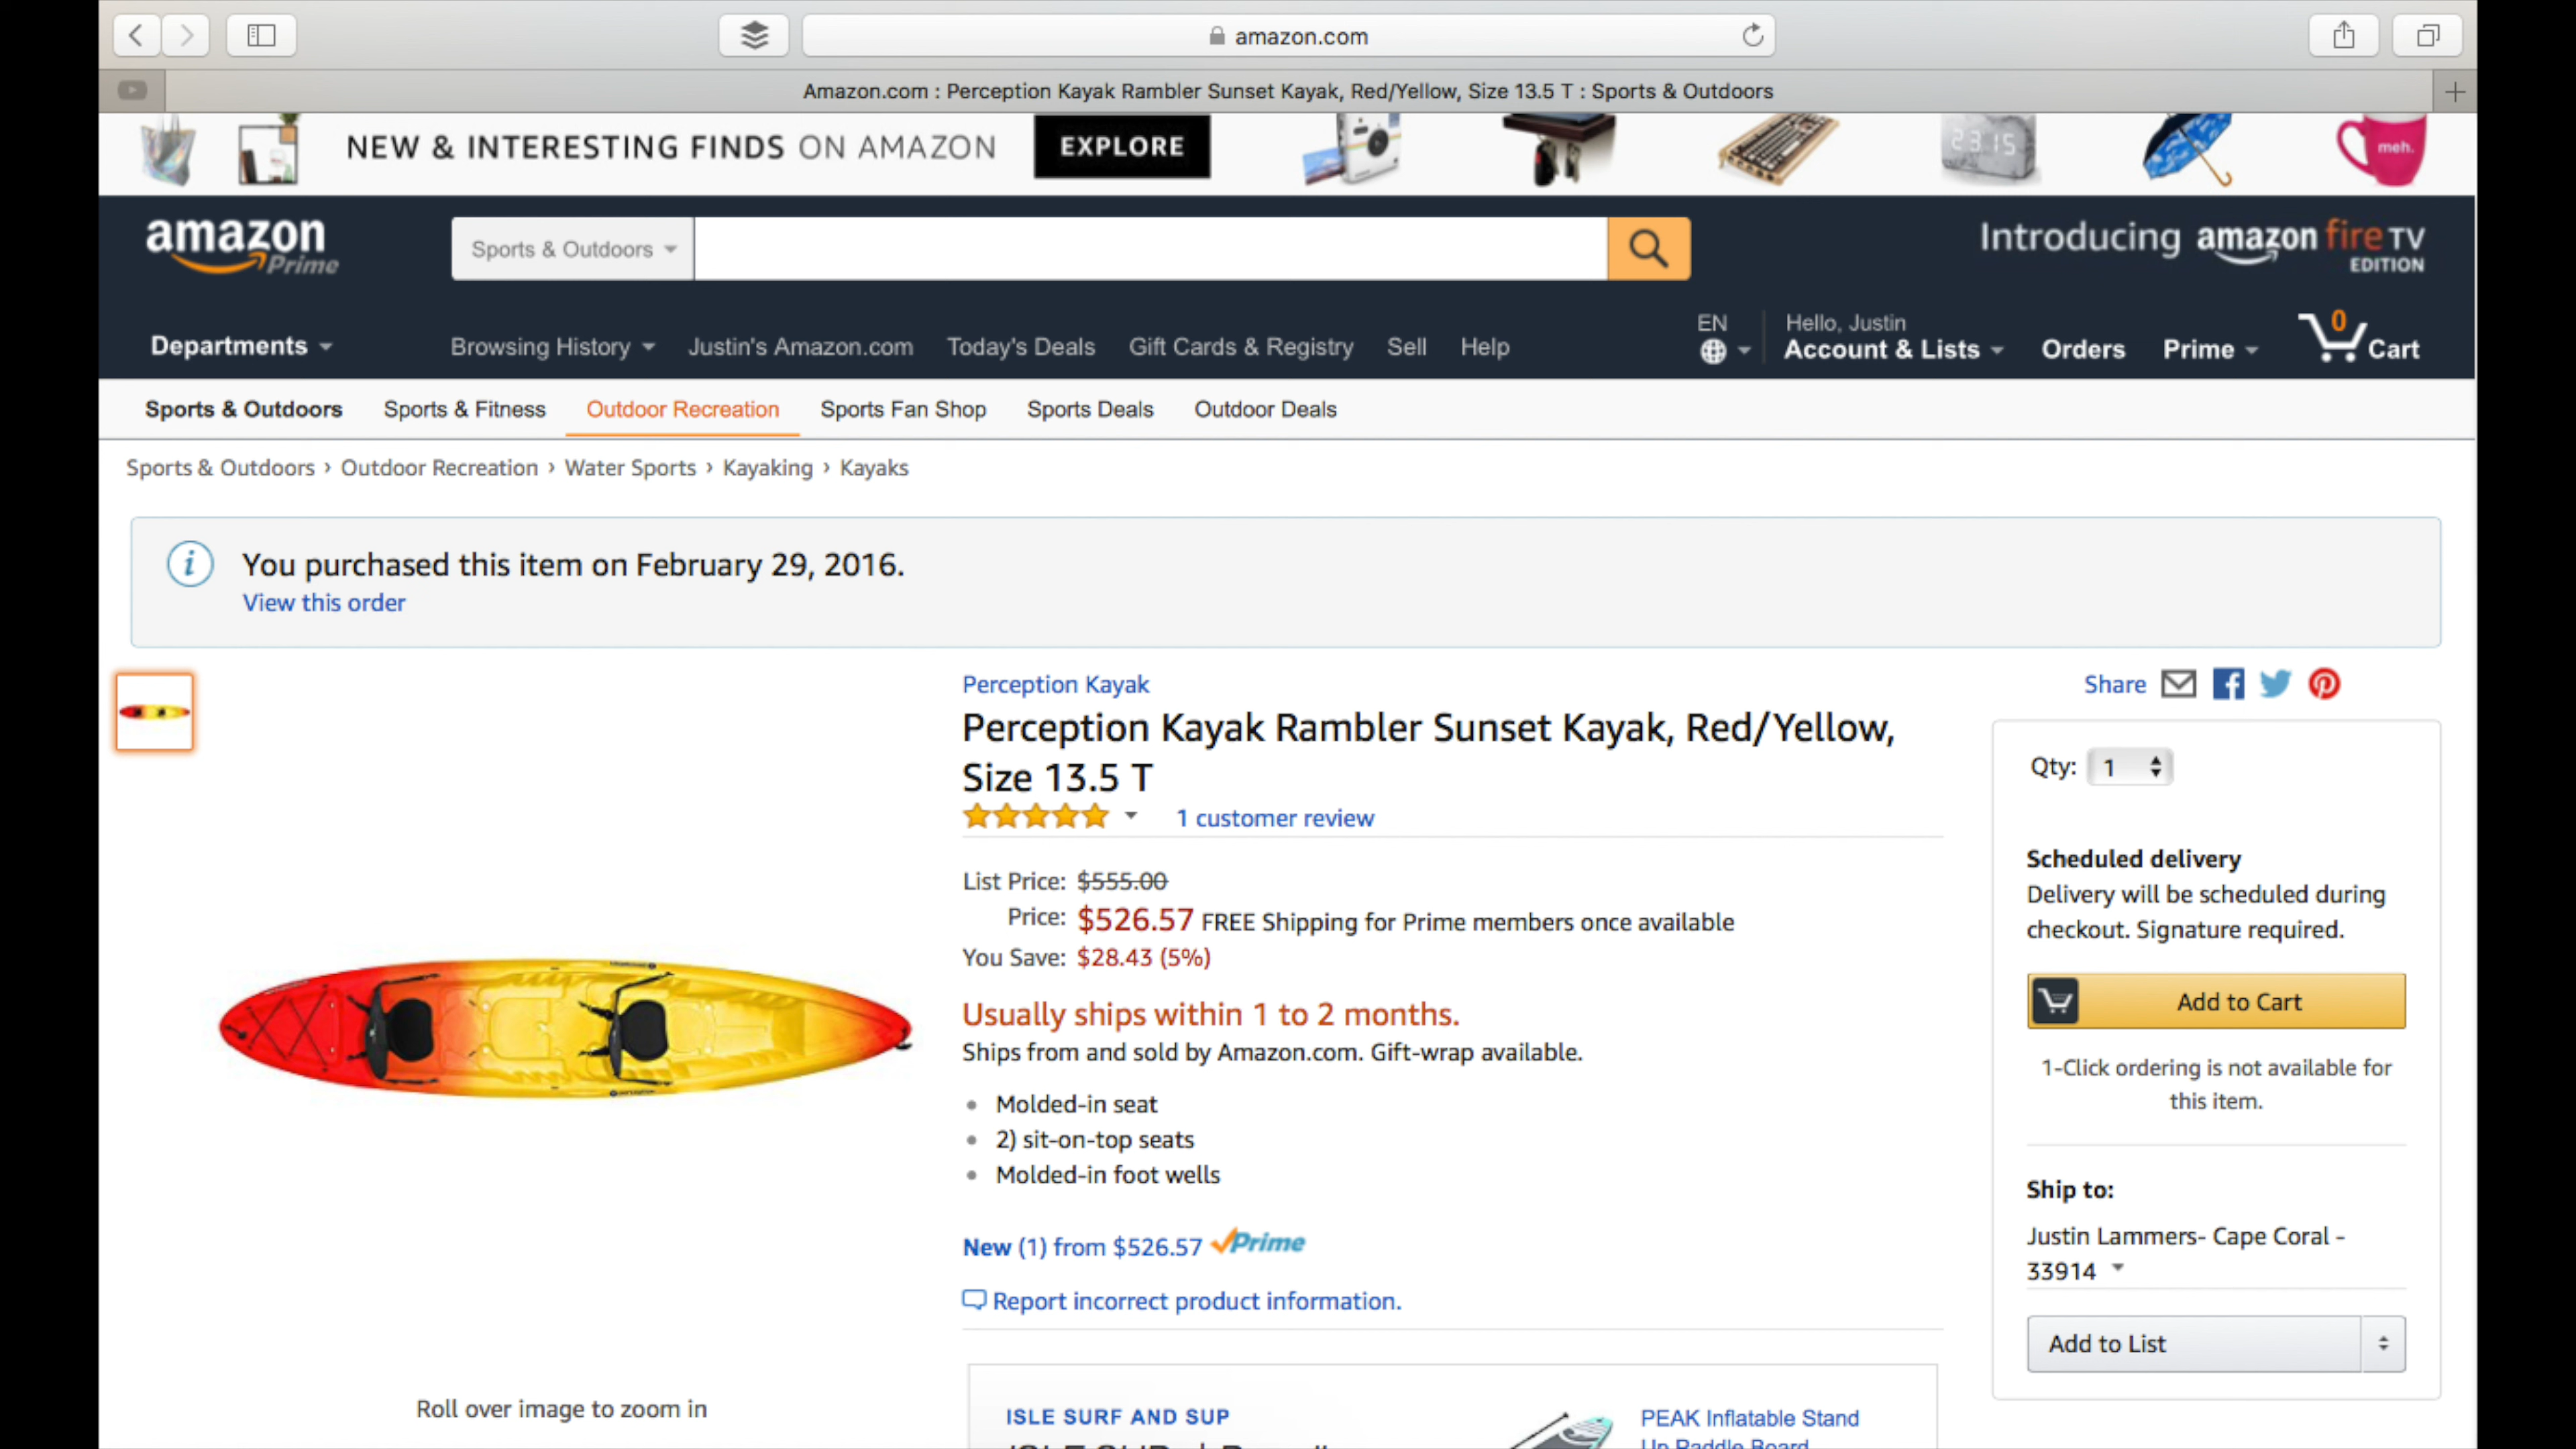 amazon.com
Amazon.com : Perception Kayak Rambler Sunset Kayak, Red/Yellow, Size 13.5 T : Sports & Outdoors
NEW & INTERESTING FINDS ON AMAZON EXPLORE
23:15
meh.
amazon Prime
Sports & Outdoors
Introducing amazon fire TV EDITION
Departments
Browsing History Justin's Amazon.com Today's Deals Gift Cards & Registry Sell Help
EN
Hello, Justin
Account & Lists
Orders
Prime
0
Cart
Sports & Outdoors Sports & Fitness Outdoor Recreation Sports Fan Shop Sports Deals Outdoor Deals
Sports & Outdoors › Outdoor Recreation › Water Sports › Kayaking › Kayaks
i
You purchased this item on February 29, 2016.
View this order
Perception Kayak
Perception Kayak Rambler Sunset Kayak, Red/Yellow,
Size 13.5 T
1 customer review
List Price: $555.00
Price: $526.57 FREE Shipping for Prime members once available
You Save: $28.43 (5%)
Usually ships within 1 to 2 months.
Ships from and sold by Amazon.com. Gift-wrap available.
• Molded-in seat
• 2) sit-on-top seats
• Molded-in foot wells
New (1) from $526.57 Prime
Report incorrect product information.
Roll over image to zoom in
ISLE SURF AND SUP
PEAK Inflatable Stand
Up Paddle Board
Share
Qty: 1
Scheduled delivery
Delivery will be scheduled during
checkout. Signature required.
Add to Cart
1-Click ordering is not available for
this item.
Ship to:
Justin Lammers- Cape Coral -
33914
Add to List